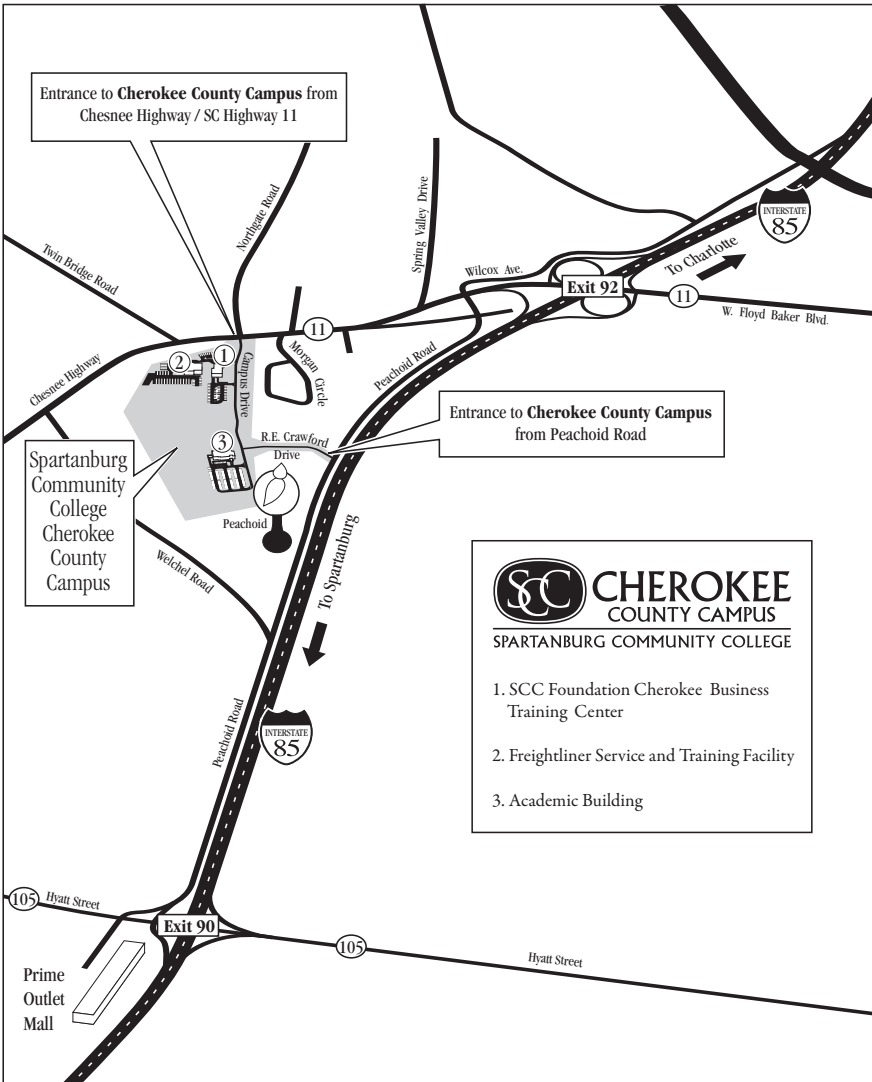 Entrance to Cherokee County Campus from
Chesnee Highway / SC Highway 11
Northgate Road
Spring Valley Drive
INTERSTATE
85
To Charlotte
Twin Bridge Road
Wilcox Ave.
Exit 92
11
W. Floyd Baker Blvd.
11
Chesnee Highway
2
1
Campus Drive
Morgan Circle
Peachoid Road
Entrance to Cherokee County Campus
from Peachoid Road
3
R.E. Crawford
Drive
Spartanburg
Community
College
Cherokee
County
Campus
Peachoid
Welchel Road
To Spartanburg
SCC
CHEROKEE
COUNTY CAMPUS
SPARTANBURG COMMUNITY COLLEGE
1. SCC Foundation Cherokee Business
Training Center
2. Freightliner Service and Training Facility
3. Academic Building
Peachoid Road
INTERSTATE
85
105
Hyatt Street
Exit 90
105
Hyatt Street
Prime
Outlet
Mall